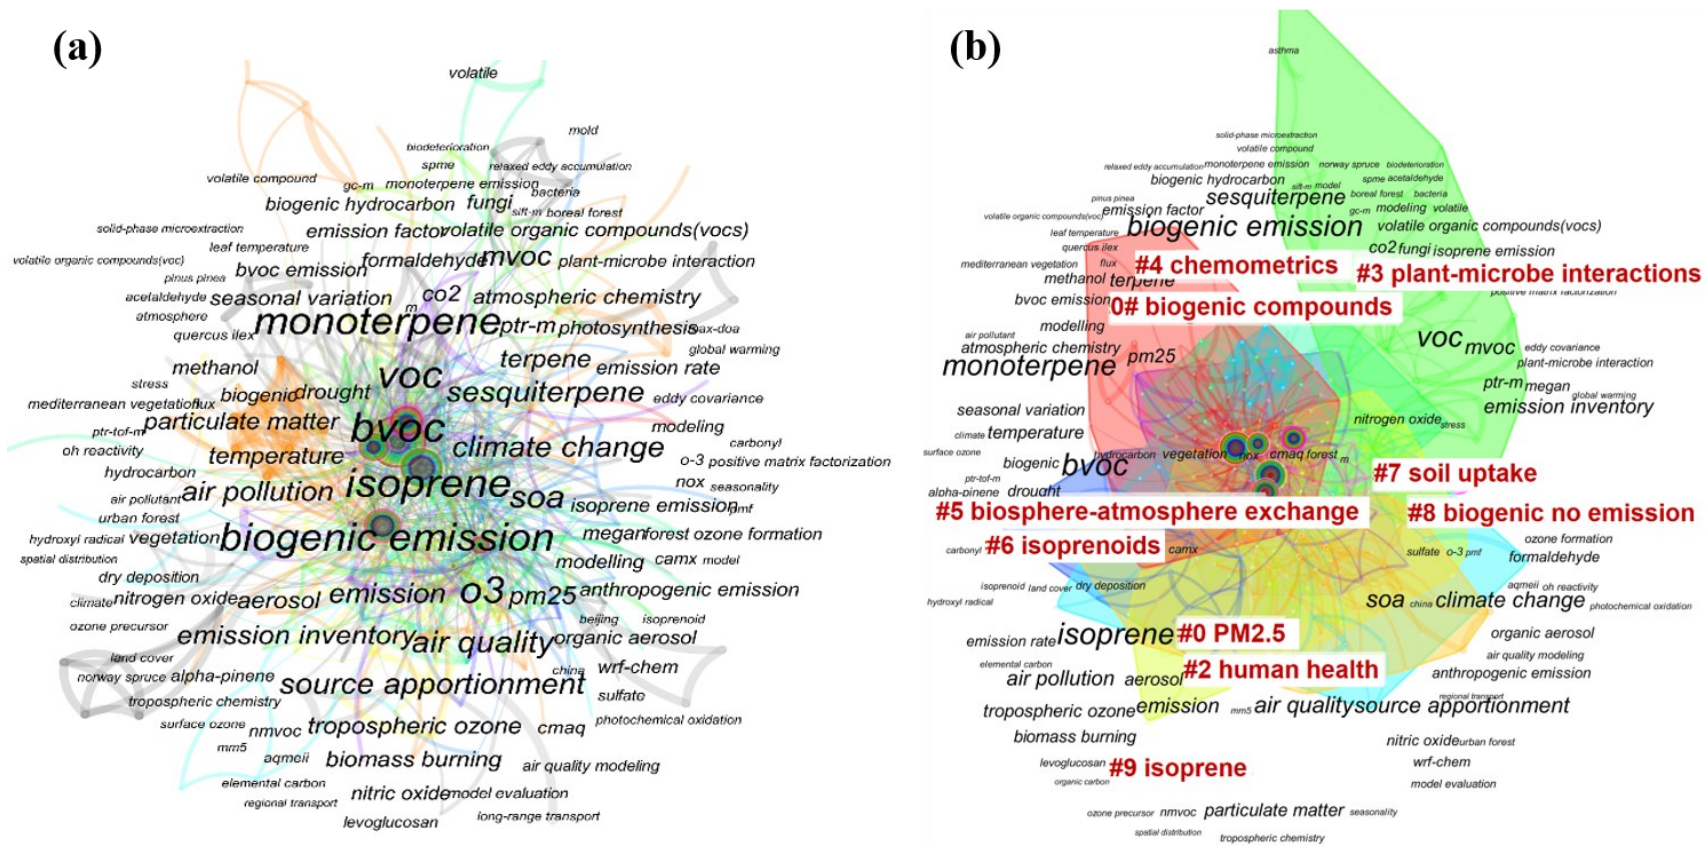 (a)
volatile
mold
biodeterioration
spme
relaxed eddy accumulation
volatile compound
gc-m
monoterpene emission
bacteria
biogenic hydrocarbon
fungi
sift-m
boreal forest
solid-phase microextraction
emission factor
volatile organic compounds(vocs)
leaf temperature
volatile organic compounds(voc)
bvoc emission
formaldehyde
mvoc
plant-microbe interaction
pinus pinea
acetaldehyde
seasonal variation
m
co2
atmospheric chemistry
atmosphere
monoterpene
ptr-m
photosynthesis
quercus ilex
global warming
methanol
terpene
emission rate
stress
voc
biogenic
drought
sesquiterpene
eddy covariance
mediterranean vegetation
flux
particulate matter
bvoc
modeling
ptr-tof-m
climate change
carbonyl
oh reactivity
temperature
o-3
positive matrix factorization
hydrocarbon
isoprene
nox
seasonality
air pollutant
air pollution
soa
isoprene emission
pmf
urban forest
hydroxyl radical
vegetation
biogenic emission
megan
forest
ozone formation
spatial distribution
modelling
camx
model
dry deposition
climate
nitrogen oxide
aerosol
emission
o3
pm25
anthropogenic emission
ozone precursor
beijing
isoprenoid
emission inventory
air quality
organic aerosol
land cover
norway spruce
alpha-pinene
source apportionment
china
wrf-chem
tropospheric chemistry
sulfate
surface ozone
nmvoc
tropospheric ozone
cmaq
photochemical oxidation
mm5
aqmeii
biomass burning
air quality modeling
elemental carbon
regional transport
nitric oxide
model evaluation
levoglucosan
long-range transport
(b)
asthma
solid-phase microextraction
volatile compound
relaxed eddy accumulation
monoterpene emission
norway spruce
biodeterioration
biogenic hydrocarbon
sift-m
model
spme
acetaldehyde
pinus pinea
sesquiterpene
boreal forest
bacteria
volatile organic compounds(voc)
emission factor
gc-m
modeling
volatile
leaf temperature
biogenic emission
volatile organic compounds(vocs)
quercus ilex
co2
fungi
isoprene emission
mediterranean vegetation
flux
#4 chemometrics
#3 plant-microbe interactions
methanol
terpene
positive matrix factorization
bvoc emission
0# biogenic compounds
modelling
air pollutant
voc
mvoc
eddy covariance
atmospheric chemistry
pm25
plant-microbe interaction
monoterpene
ptr-m
megan
global warming
seasonal variation
emission inventory
nitrogen oxide
stress
climate
temperature
surface ozone
hydrocarbon
vegetation
nox
cmaq
forest
m
biogenic
bvoc
ptr-tof-m
#7 soil uptake
alpha-pinene
drought
#5 biosphere-atmosphere exchange
#8 biogenic no emission
carbonyl
#6 isoprenoids
camx
sulfate
o-3
pmf
ozone formation
formaldehyde
isoprenoid
land cover
dry deposition
aqmeii
oh reactivity
hydroxyl radical
soa
china
climate change
photochemical oxidation
emission rate
isoprene
#0 PM2.5
organic aerosol
elemental carbon
air quality modeling
air pollution
aerosol
#2 human health
anthropogenic emission
tropospheric ozone
emission
mm5
air quality
source apportionment
regional transport
biomass burning
nitric oxide
urban forest
levoglucosan
#9 isoprene
wrf-chem
organic carbon
model evaluation
ozone precursor
nmvoc
particulate matter
seasonality
spatial distribution
tropospheric chemistry